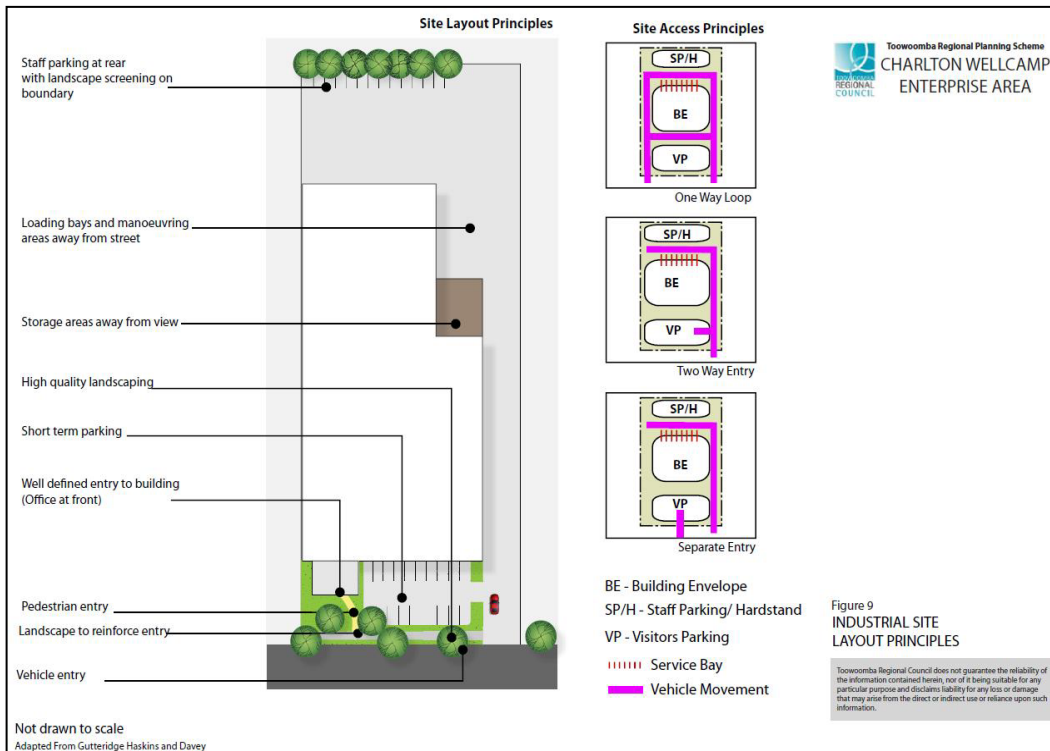 Site Layout Principles
Staff parking at rear
with landscape screening on
boundary
Loading bays and manoeuvring
areas away from street
Storage areas away from view
High quality landscaping
Short term parking
Well defined entry to building
(Office at front)
Pedestrian entry
Landscape to reinforce entry
Vehicle entry
Not drawn to scale
Adapted From Gutteridge Haskins and Davey
Site Access Principles
SP/H
BE
VP
One Way Loop
SP/H
BE
VP
Two Way Entry
SP/H
BE
VP
Separate Entry
BE - Building Envelope
SP/H - Staff Parking/ Hardstand
VP - Visitors Parking
Service Bay
Vehicle Movement
REGIONAL
COUNCIL
Toowoomba Regional Planning Scheme
CHARLTON WELLCAMP
ENTERPRISE AREA
Figure 9
INDUSTRIAL SITE
LAYOUT PRINCIPLES
Toowoomba Regional Council does not guarantee the reliability of
the information contained herein, nor of it being suitable for any
particular purpose and disclaims liability for any loss or damage
that may arise from the direct or indirect use or reliance upon such
information.